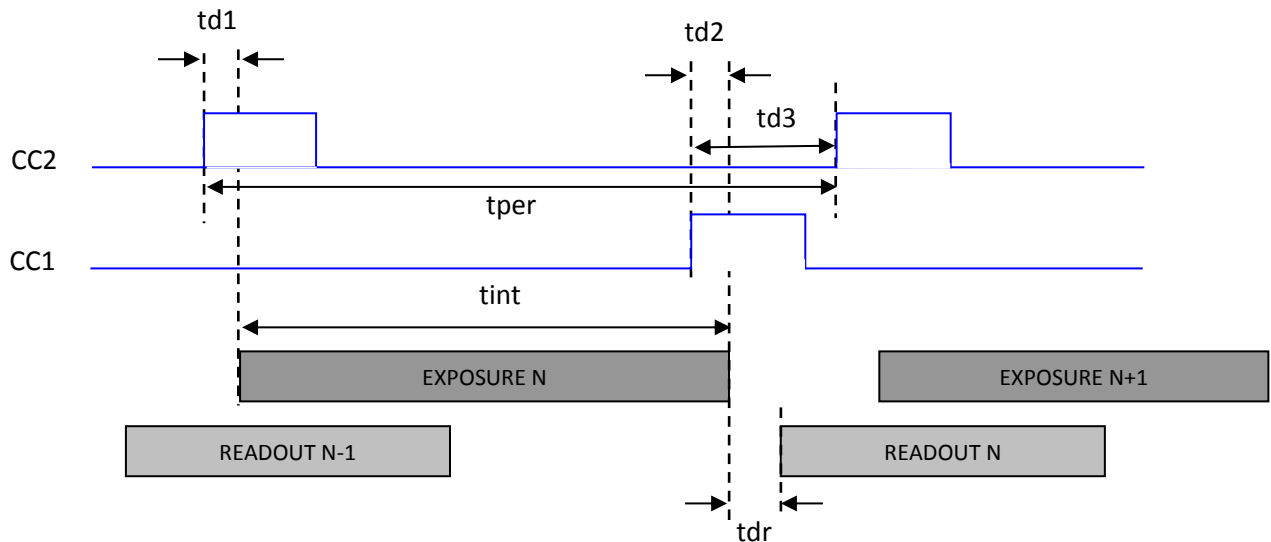 td1
td2
td3
CC2
tper
CC1
tint
EXPOSURE N
EXPOSURE N+1
READOUT N-1
READOUT N
tdr